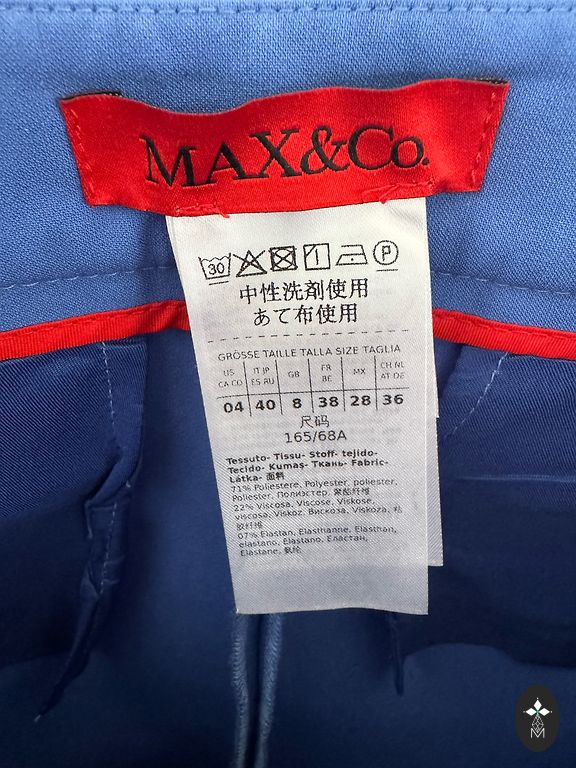 MAX&Co.
30 P
中性洗剤使用
あて布使用
GRÖSSE TAILLE TALLA SIZE TAGLIA
US CA CO | IT JP ES RU | GB | FR BE | MX | CH NL AT DE
04 | 40 | 8 | 38 | 28 | 36
尺码
165/68A
Tessuto- Tissu- Stoff- tejido-
Tecido- Kumaş- Ткань- Fabric-
Látka- 面料
71% Poliestere, Polyester, poliester,
Poliester, Полиэстер, 聚酯纤维
22% Viscosa, Viscose, Viskose,
viscosa, Viskoz, Вискоза, Viskóza, 粘
胶纤维
07% Elastan, Elasthanne, Elasthan,
elastano, Elastano, Еластан,
Elastane, 氨纶
M